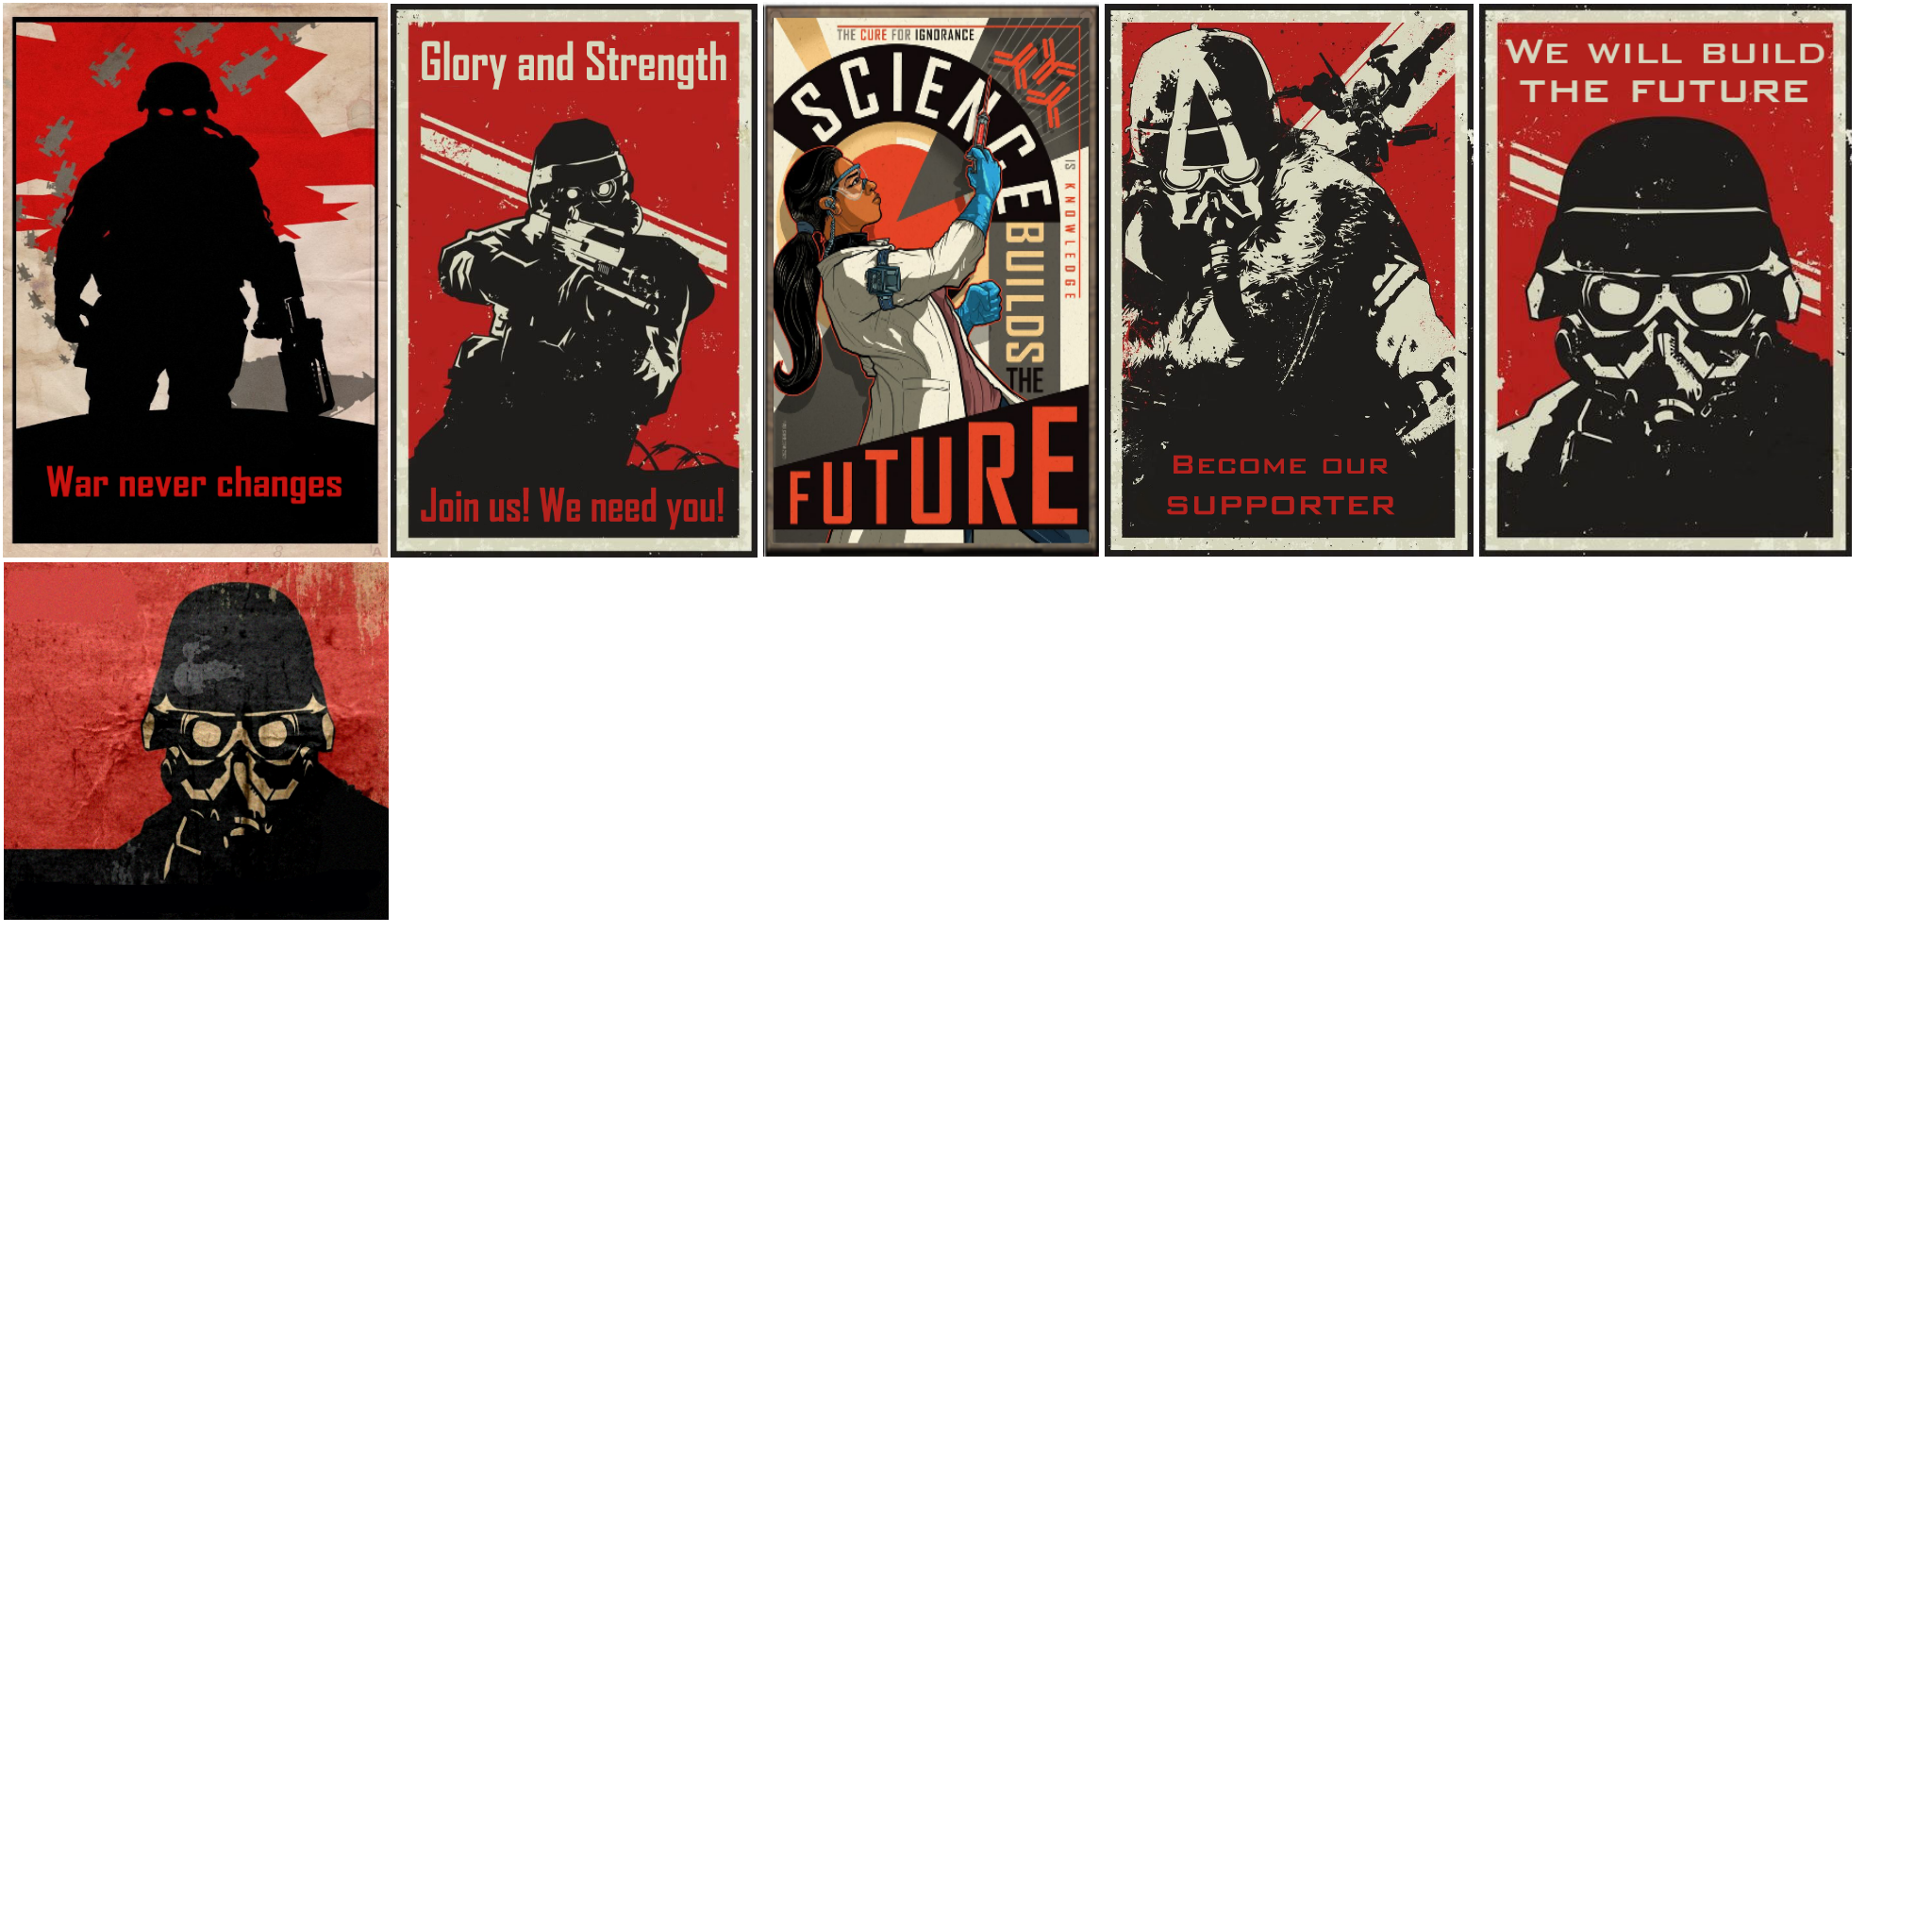 War never changes
Glory and Strength
Join us! We need you!
THE CURE FOR IGNORANCE
SCIENCE
IS KNOWLEDGE
BUILDS
THE
FUTURE
BECOME OUR
SUPPORTER
WE WILL BUILD
THE FUTURE